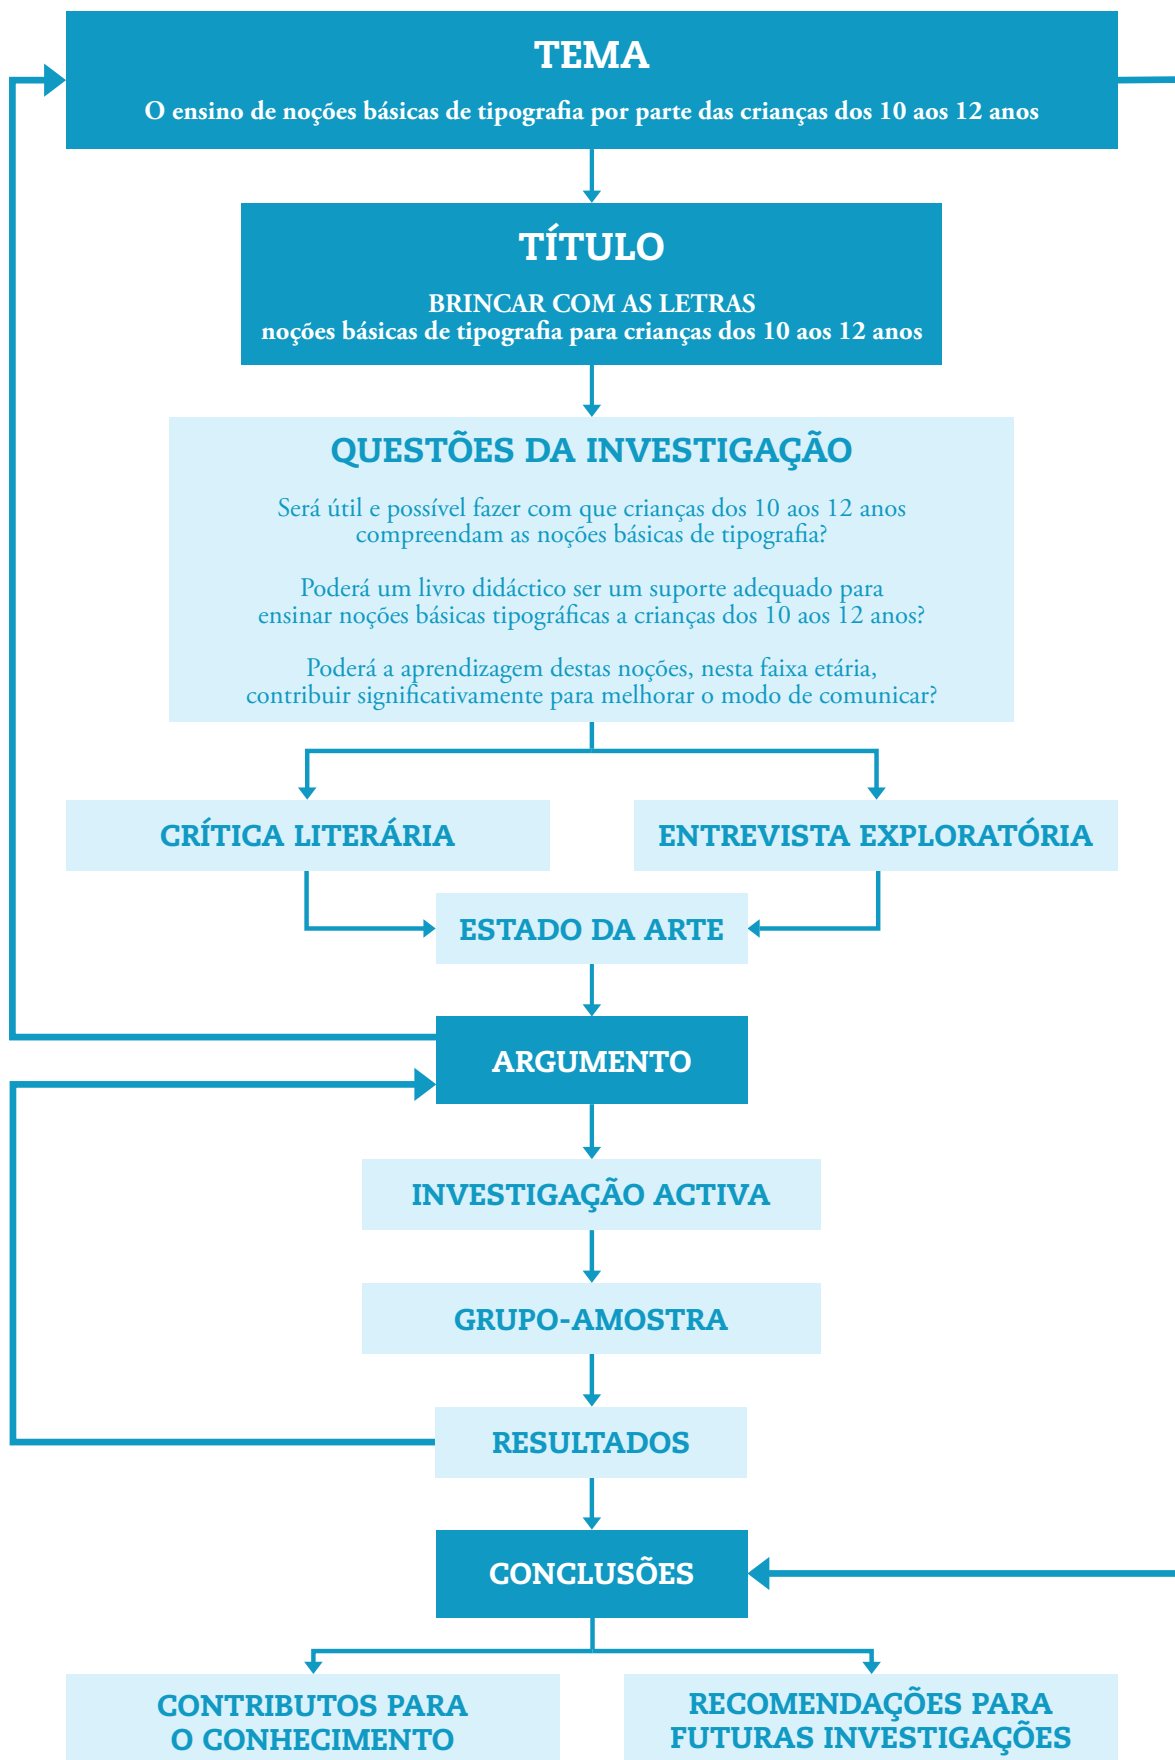 TEMA
O ensino de noções básicas de tipografia por parte das crianças dos 10 aos 12 anos
TÍTULO
BRINCAR COM AS LETRAS
noções básicas de tipografia para crianças dos 10 aos 12 anos
QUESTÕES DA INVESTIGAÇÃO
Será útil e possível fazer com que crianças dos 10 aos 12 anos
compreendam as noções básicas de tipografia?
Poderá um livro didáctico ser um suporte adequado para
ensinar noções básicas tipográficas a crianças dos 10 aos 12 anos?
Poderá a aprendizagem destas noções, nesta faixa etária,
contribuir significativamente para melhorar o modo de comunicar?
CRÍTICA LITERÁRIA
ENTREVISTA EXPLORATÓRIA
ESTADO DA ARTE
ARGUMENTO
INVESTIGAÇÃO ACTIVA
GRUPO-AMOSTRA
RESULTADOS
CONCLUSÕES
CONTRIBUTOS PARA
O CONHECIMENTO
RECOMENDAÇÕES PARA
FUTURAS INVESTIGAÇÕES